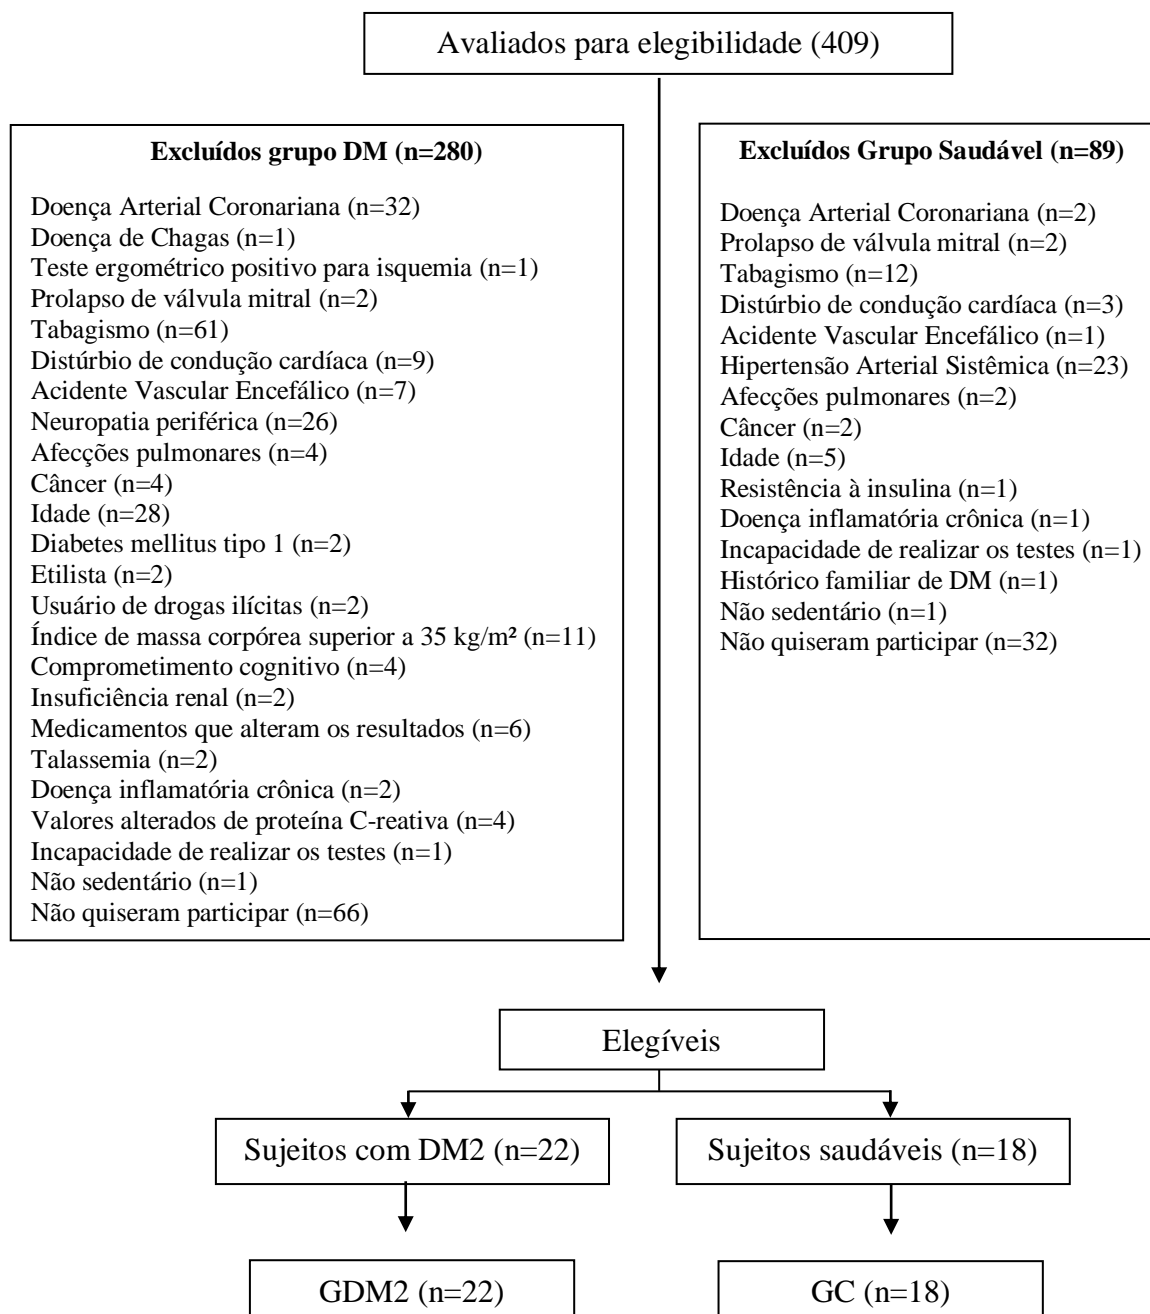 Avaliados para elegibilidade (409)
Excluídos grupo DM (n=280)
Doença Arterial Coronariana (n=32)
Doença de Chagas (n=1)
Teste ergométrico positivo para isquemia (n=1)
Prolapso de válvula mitral (n=2)
Tabagismo (n=61)
Distúrbio de condução cardíaca (n=9)
Acidente Vascular Encefálico (n=7)
Neuropatia periférica (n=26)
Afecções pulmonares (n=4)
Câncer (n=4)
Idade (n=28)
Diabetes mellitus tipo 1 (n=2)
Etilista (n=2)
Usuário de drogas ilícitas (n=2)
Índice de massa corpórea superior a 35 kg/m² (n=11)
Comprometimento cognitivo (n=4)
Insuficiência renal (n=2)
Medicamentos que alteram os resultados (n=6)
Talassemia (n=2)
Doença inflamatória crônica (n=2)
Valores alterados de proteína C-reativa (n=4)
Incapacidade de realizar os testes (n=1)
Não sedentário (n=1)
Não quiseram participar (n=66)
Excluídos Grupo Saudável (n=89)
Doença Arterial Coronariana (n=2)
Prolapso de válvula mitral (n=2)
Tabagismo (n=12)
Distúrbio de condução cardíaca (n=3)
Acidente Vascular Encefálico (n=1)
Hipertensão Arterial Sistêmica (n=23)
Afecções pulmonares (n=2)
Câncer (n=2)
Idade (n=5)
Resistência à insulina (n=1)
Doença inflamatória crônica (n=1)
Incapacidade de realizar os testes (n=1)
Histórico familiar de DM (n=1)
Não sedentário (n=1)
Não quiseram participar (n=32)
Elegíveis
Sujeitos com DM2 (n=22)
Sujeitos saudáveis (n=18)
GDM2 (n=22)
GC (n=18)